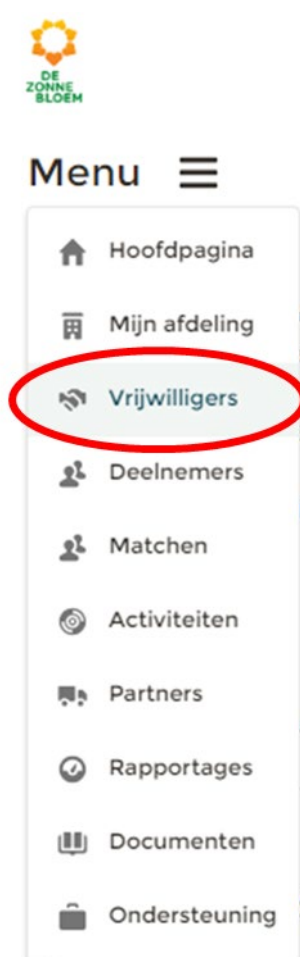 DE
ZONNE
BLOEM
Menu
Hoofdpagina
Mijn afdeling
Vrijwilligers
Deelnemers
Matchen
Activiteiten
Partners
Rapportages
Documenten
Ondersteuning